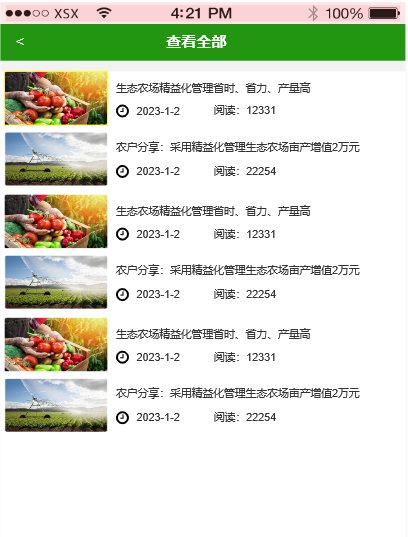 XSX 4:21 PM 100%
< 查看全部
生态农场精益化管理省时、省力、产量高
2023-1-2 阅读：12331
农户分享：采用精益化管理生态农场亩产增值2万元
2023-1-2 阅读：22254
生态农场精益化管理省时、省力、产量高
2023-1-2 阅读：12331
农户分享：采用精益化管理生态农场亩产增值2万元
2023-1-2 阅读：22254
生态农场精益化管理省时、省力、产量高
2023-1-2 阅读：12331
农户分享：采用精益化管理生态农场亩产增值2万元
2023-1-2 阅读：22254